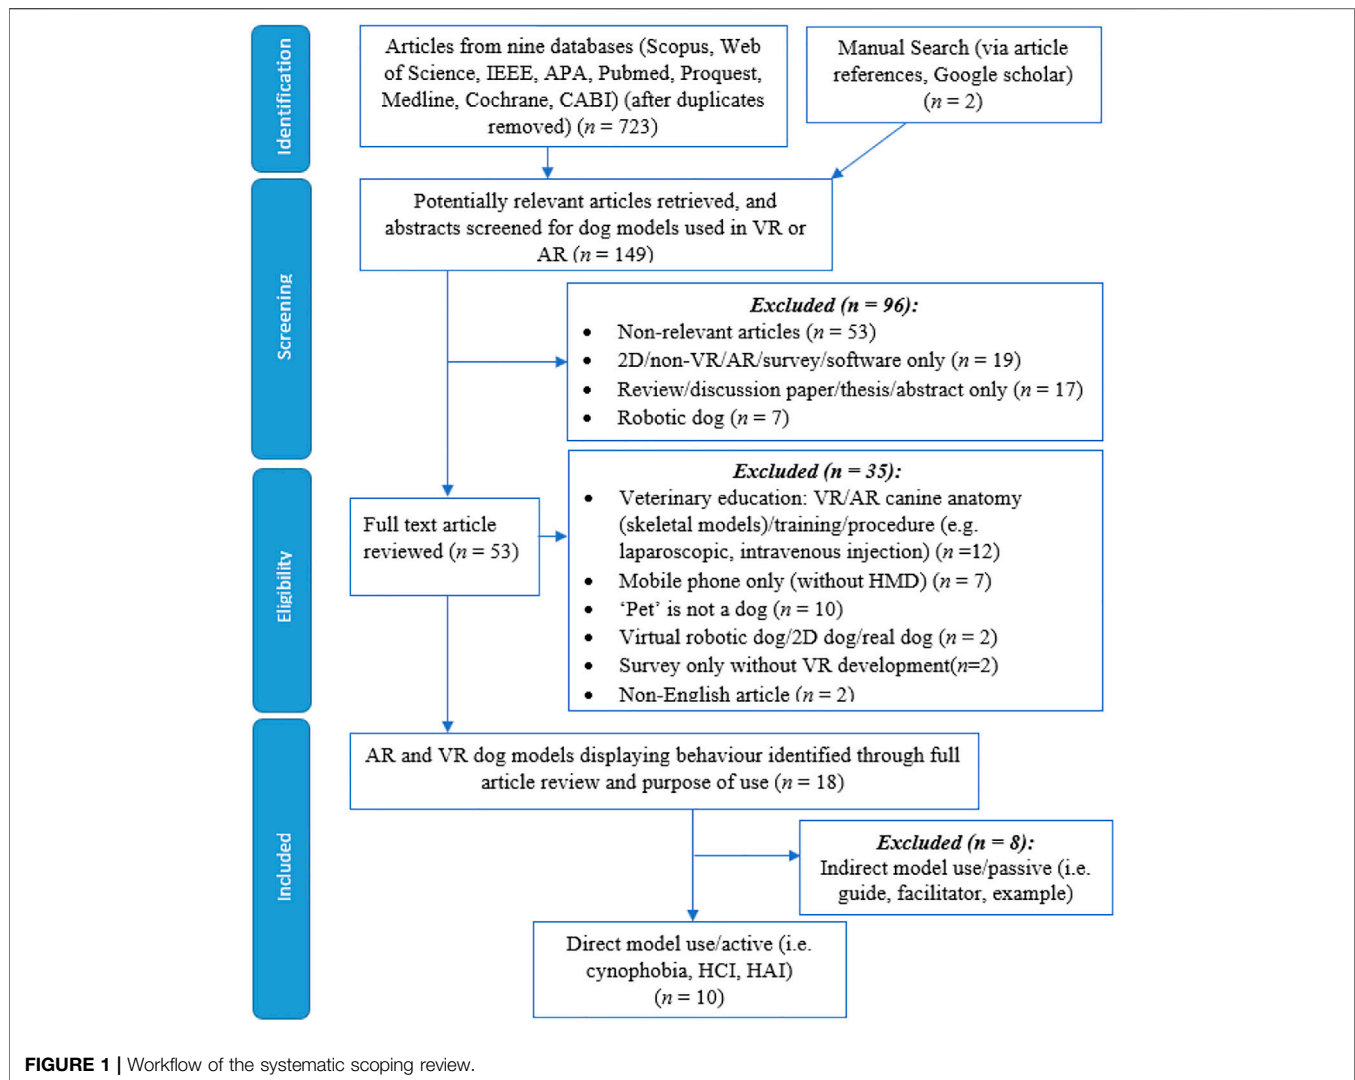 Identification
Articles from nine databases (Scopus, Web
of Science, IEEE, APA, Pubmed, Proquest,
Medline, Cochrane, CABI) (after duplicates
removed) (n = 723)
Manual Search (via article
references, Google scholar)
(n = 2)
Screening
Potentially relevant articles retrieved, and
abstracts screened for dog models used in VR or
AR (n = 149)
Excluded (n = 96):
• Non-relevant articles (n = 53)
• 2D/non-VR/AR/survey/software only (n = 19)
• Review/discussion paper/thesis/abstract only (n = 17)
• Robotic dog (n = 7)
Eligibility
Full text article
reviewed (n = 53)
Excluded (n = 35):
• Veterinary education: VR/AR canine anatomy
(skeletal models)/training/procedure (e.g.
laparoscopic, intravenous injection) (n =12)
• Mobile phone only (without HMD) (n = 7)
• ‘Pet’ is not a dog (n = 10)
• Virtual robotic dog/2D dog/real dog (n = 2)
• Survey only without VR development(n=2)
• Non-English article (n = 2)
Included
AR and VR dog models displaying behaviour identified through full
article review and purpose of use (n = 18)
Excluded (n = 8):
Indirect model use/passive (i.e.
guide, facilitator, example)
Direct model use/active (i.e.
cynophobia, HCI, HAI)
(n = 10)
FIGURE 1 | Workflow of the systematic scoping review.